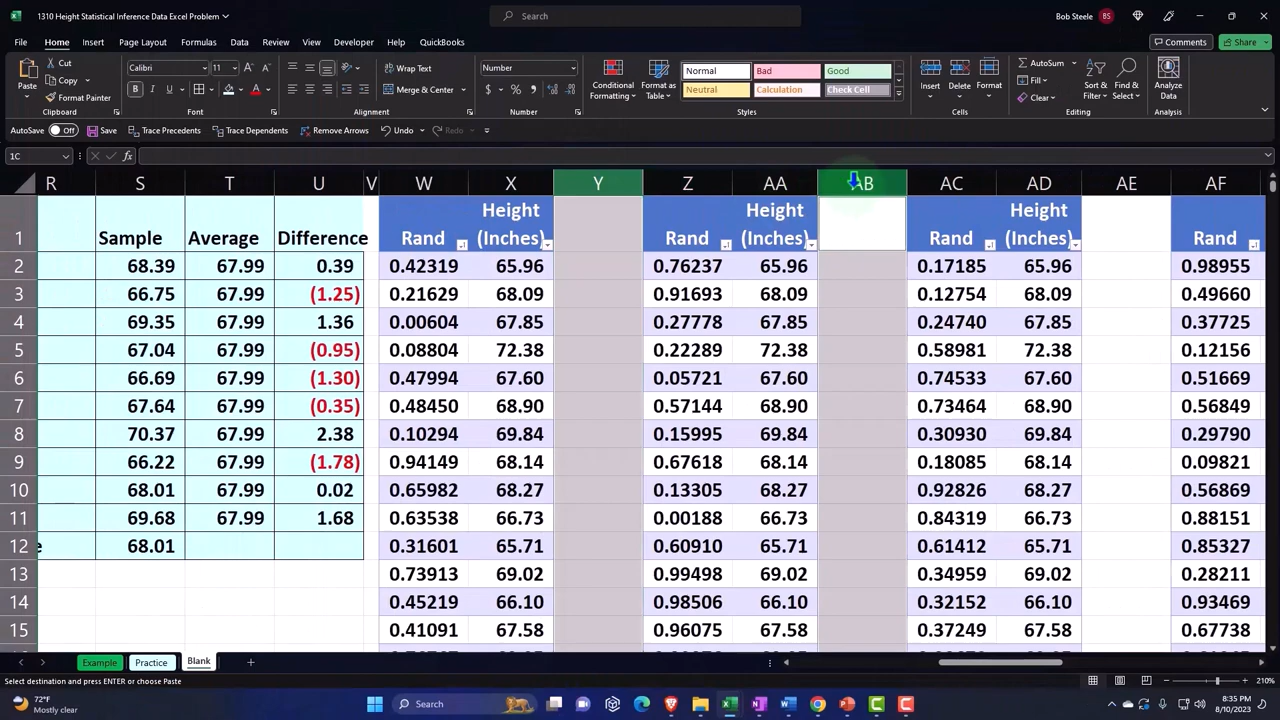 1310 Height Statistical Inference Data Excel Problem
Search
Bob Steele BS
File Home Insert Page Layout Formulas Data Review View Developer Help QuickBooks Comments Share
Cut Copy Format Painter Paste Clipboard
Calibri 11 Font
Wrap Text Merge & Center Alignment
Number Number
Conditional Formatting Format as Table Normal Bad Good Neutral Calculation Check Cell Styles
Insert Delete Format Cells
AutoSum Fill Clear Sort & Filter Find & Select Editing
Analyze Data Analysis
AutoSave Off Save Trace Precedents Trace Dependents Remove Arrows Undo Redo
1C fx
R S T U V W X Y Z AA AB AC AD AE AF
1 Sample Average Difference Rand Height (Inches) Rand Height (Inches) Rand Height (Inches) Rand
2 68.39 67.99 0.39 0.42319 65.96 0.76237 65.96 0.17185 65.96 0.98955
3 66.75 67.99 (1.25) 0.21629 68.09 0.91693 68.09 0.12754 68.09 0.49660
4 69.35 67.99 1.36 0.00604 67.85 0.27778 67.85 0.24740 67.85 0.37725
5 67.04 67.99 (0.95) 0.08804 72.38 0.22289 72.38 0.58981 72.38 0.12156
6 66.69 67.99 (1.30) 0.47994 67.60 0.05721 67.60 0.74533 67.60 0.51669
7 67.64 67.99 (0.35) 0.48450 68.90 0.57144 68.90 0.73464 68.90 0.56849
8 70.37 67.99 2.38 0.10294 69.84 0.15995 69.84 0.30930 69.84 0.29790
9 66.22 67.99 (1.78) 0.94149 68.14 0.67618 68.14 0.18085 68.14 0.09821
10 68.01 67.99 0.02 0.65982 68.27 0.13305 68.27 0.92826 68.27 0.56869
11 69.68 67.99 1.68 0.63538 66.73 0.00188 66.73 0.84319 66.73 0.88151
12 e 68.01 0.31601 65.71 0.60910 65.71 0.61412 65.71 0.85327
13 0.73913 69.02 0.99498 69.02 0.34959 69.02 0.28211
14 0.45219 66.10 0.98506 66.10 0.32152 66.10 0.93469
15 0.41091 67.58 0.96075 67.58 0.37249 67.58 0.67738
Example Practice Blank
Select destination and press ENTER or choose Paste 210%
72°F
Mostly clear
Search
8:35 PM
8/10/2023